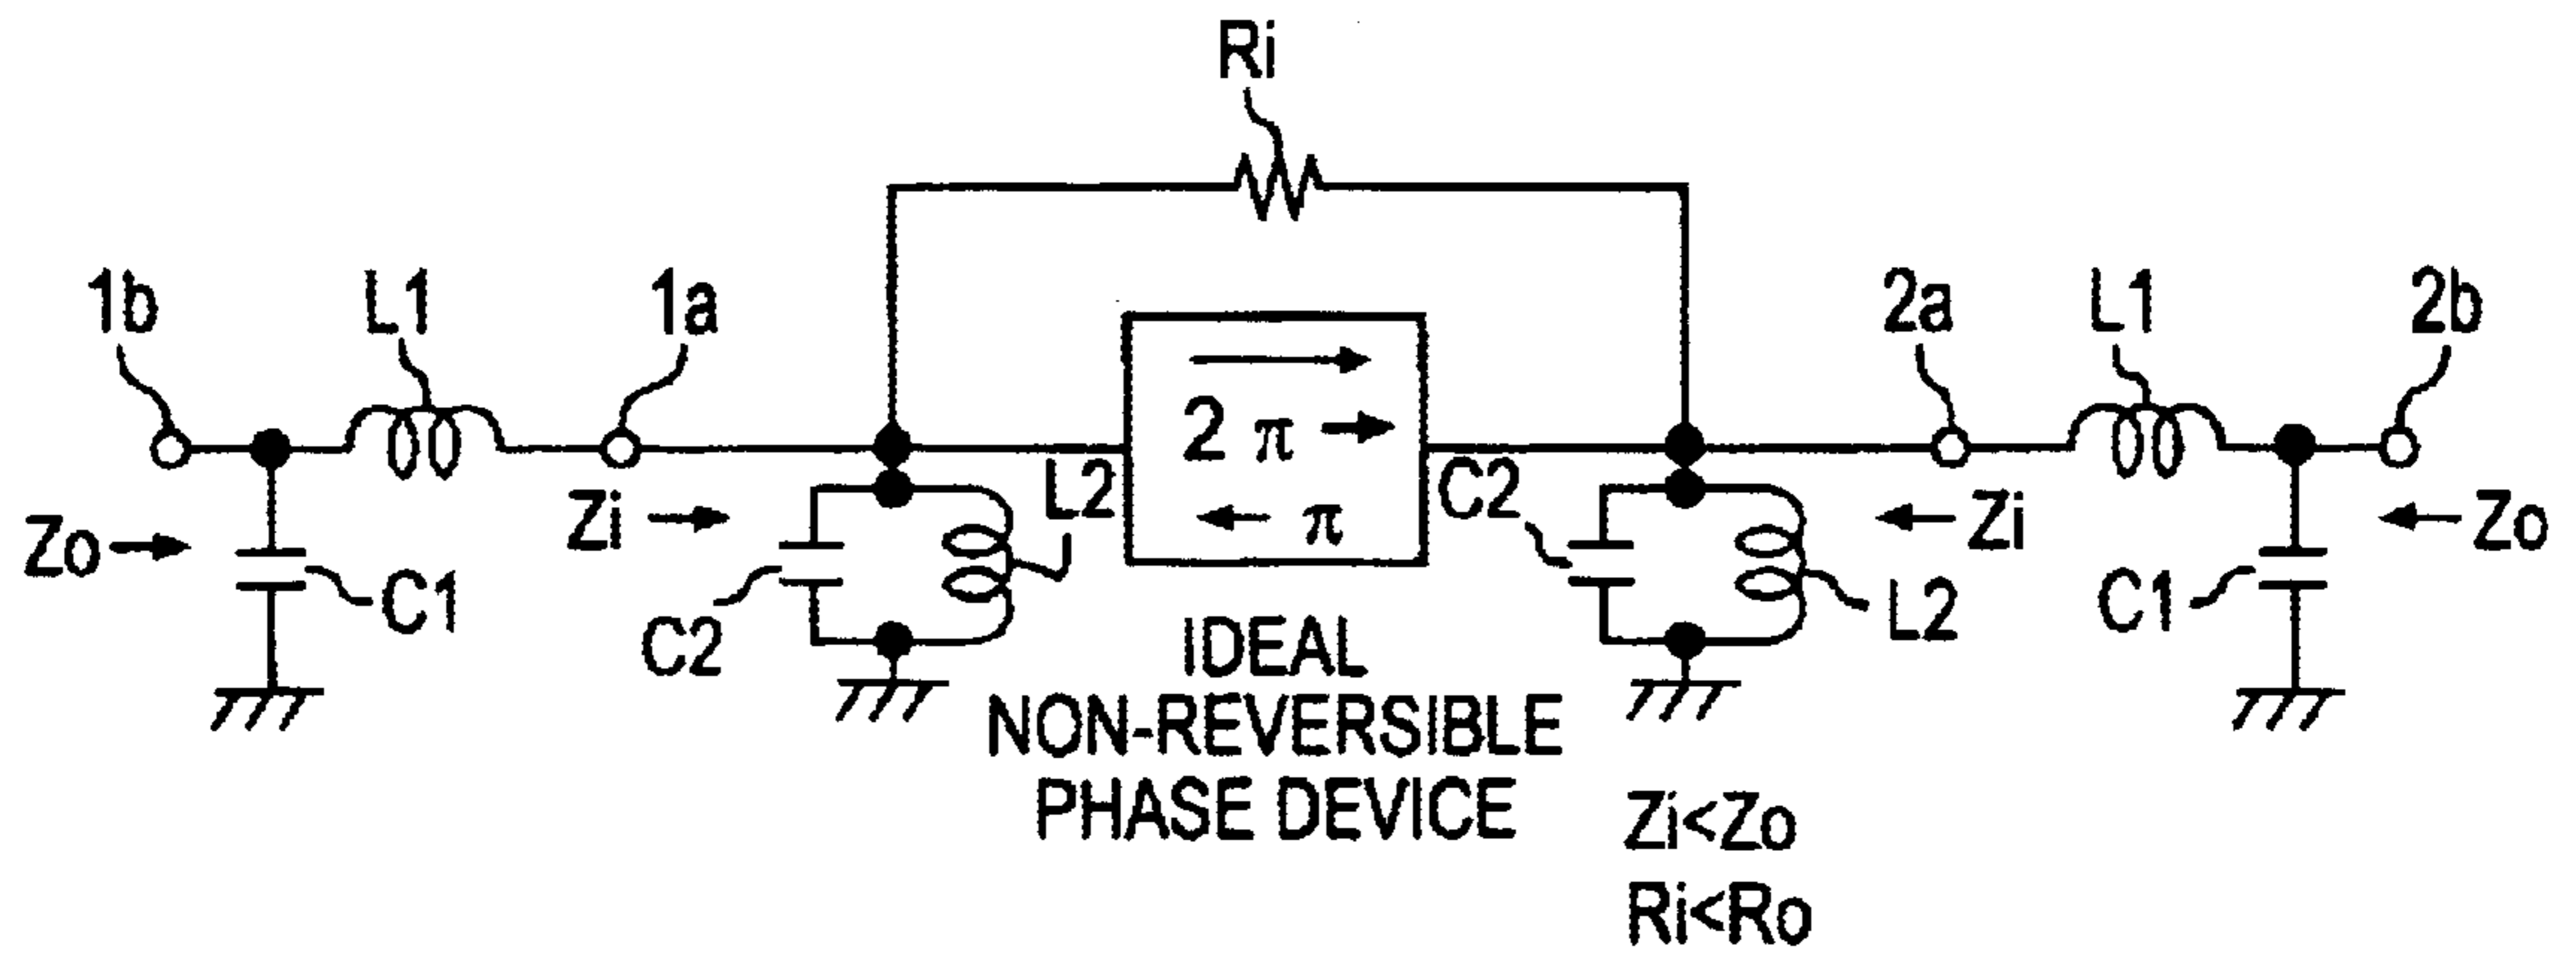 Ri
1b
L1
1a
2a
L1
2b
2 π
L2
C2
Zo
Zi
π
Zi
Zo
C1
C2
L2
C1
IDEAL
NON-REVERSIBLE
PHASE DEVICE
Zi<Zo
Ri<Ro